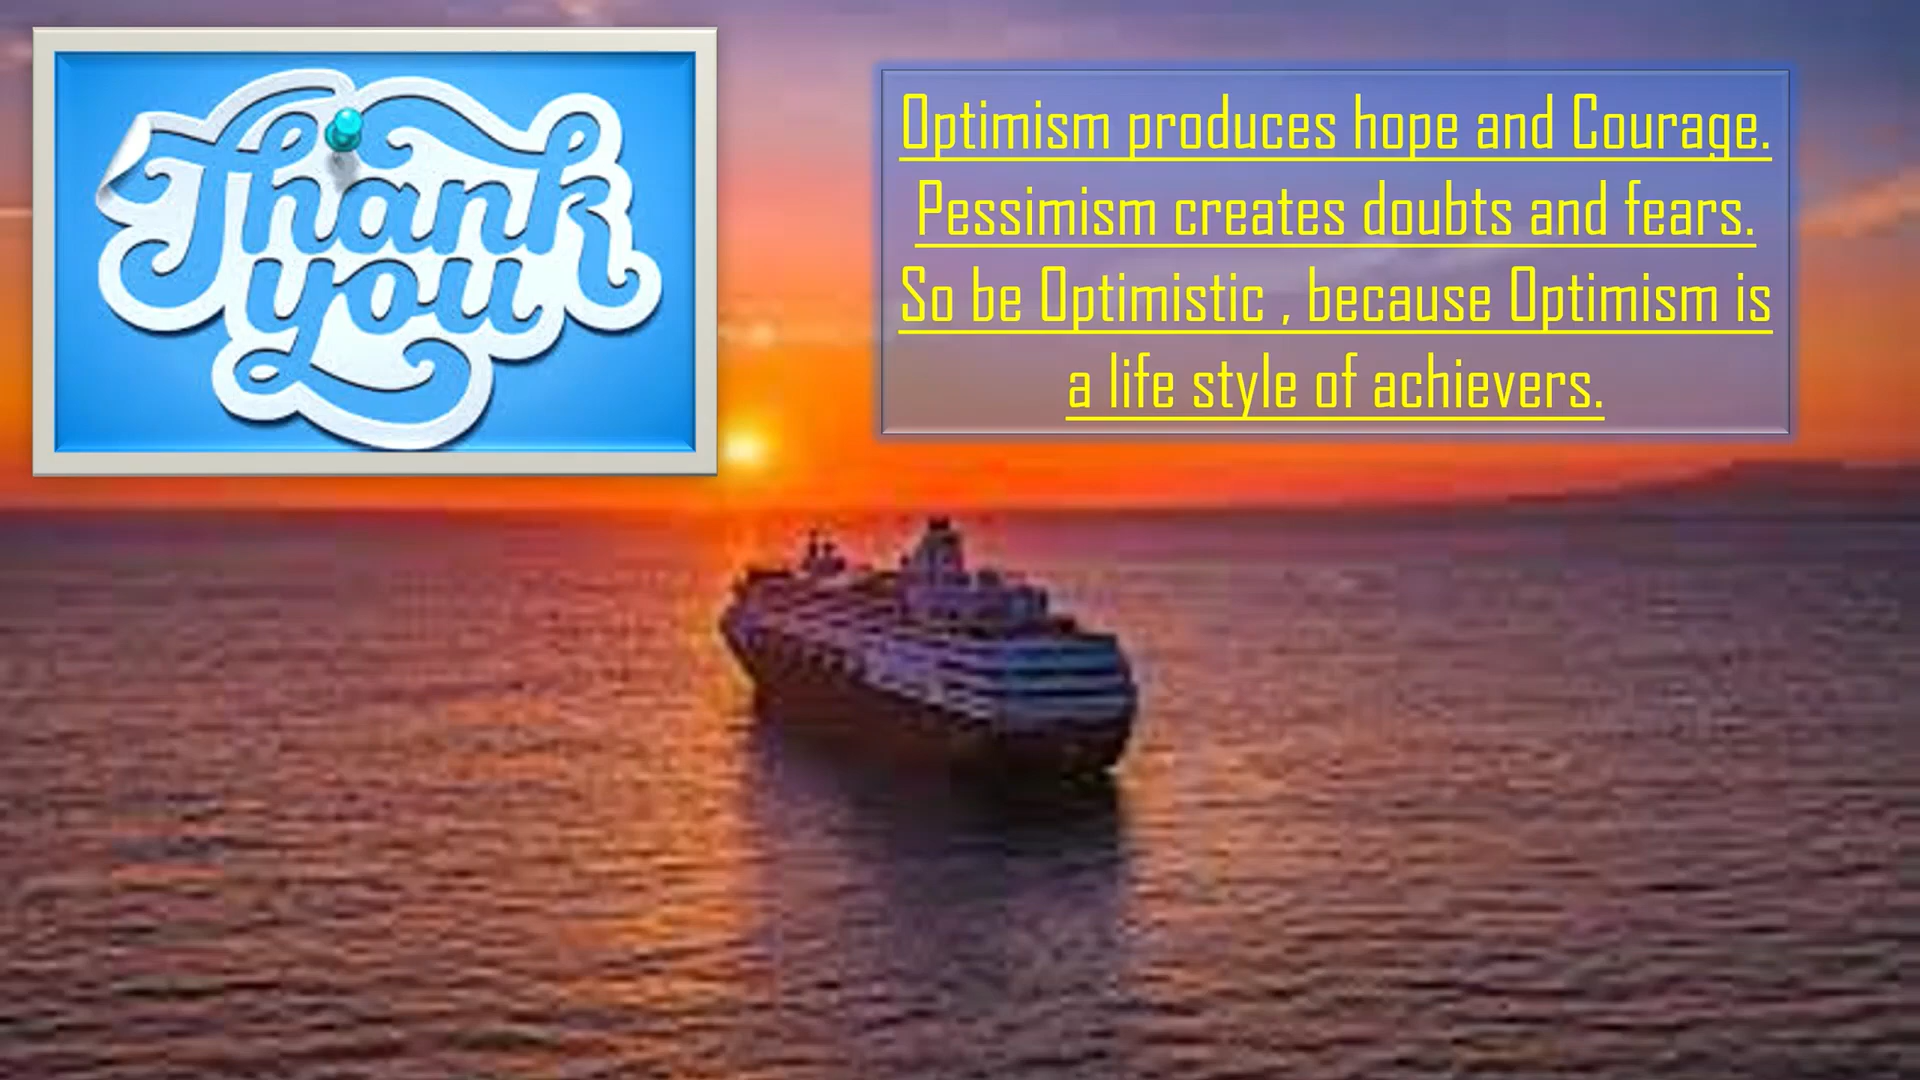 Thank
you
Optimism produces hope and Courage.
Pessimism creates doubts and fears.
So be Optimistic , because Optimism is
a life style of achievers.